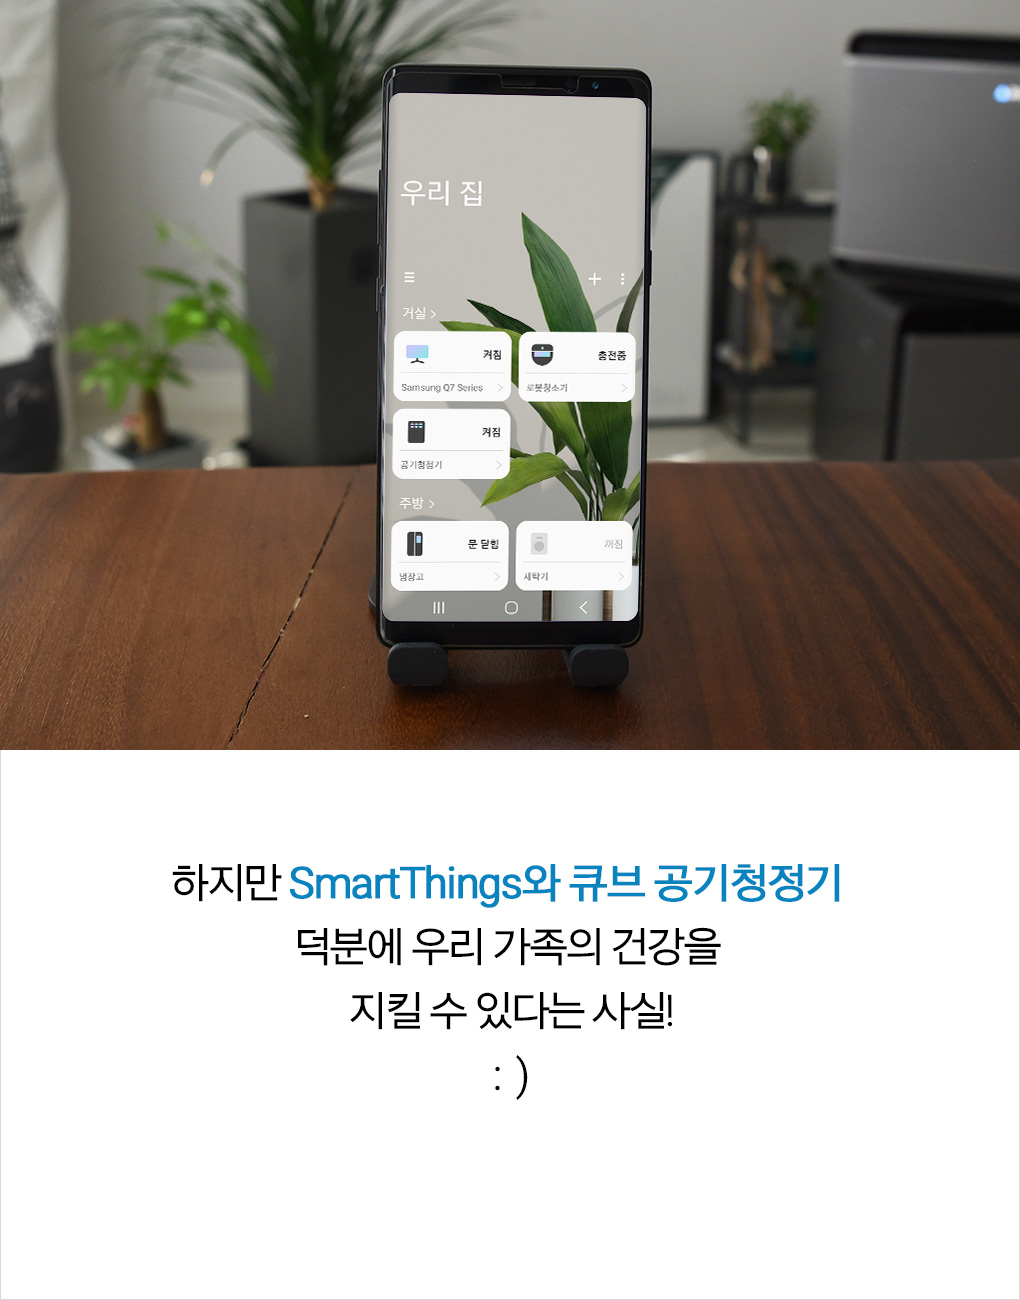 우리 집
거실 >
켜짐
충전중
Samsung Q7 Series >
로봇청소기 >
켜짐
공기청정기 >
주방 >
문 닫힘
꺼짐
냉장고 >
세탁기 >
하지만 SmartThings와 큐브 공기청정기
덕분에 우리 가족의 건강을
지킬 수 있다는 사실!
: )